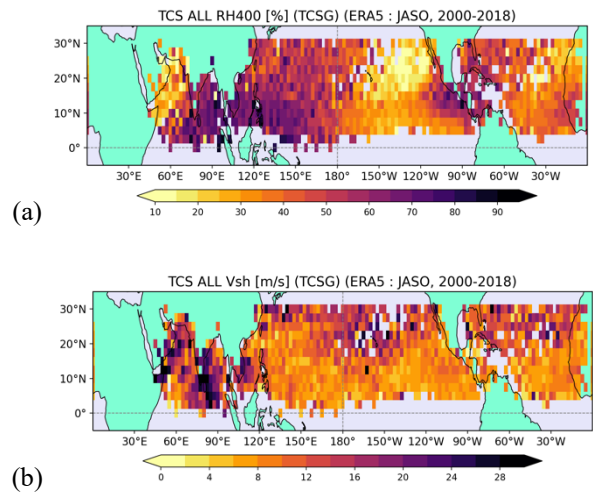 TCS ALL RH400 [%] (TCSG) (ERA5 : JASO, 2000-2018)
30°N
20°N
10°N
0°
30°E 60°E 90°E 120°E 150°E 180° 150°W 120°W 90°W 60°W 30°W
10 20 30 40 50 60 70 80 90
(a)
TCS ALL Vsh [m/s] (TCSG) (ERA5 : JASO, 2000-2018)
30°N
20°N
10°N
0°
30°E 60°E 90°E 120°E 150°E 180° 150°W 120°W 90°W 60°W 30°W
0 4 8 12 16 20 24 28
(b)